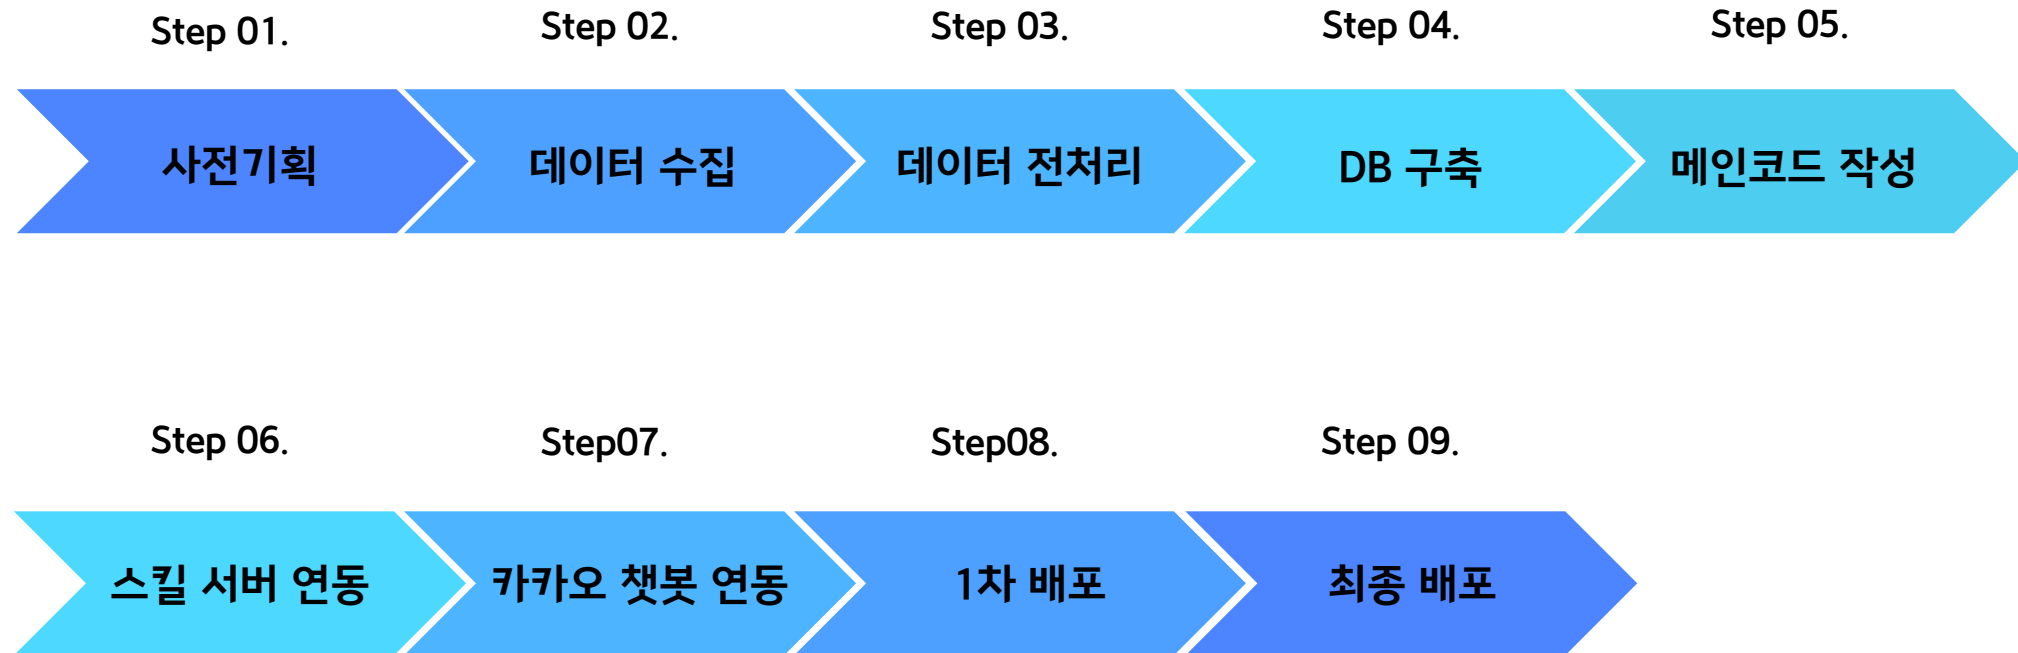 Step 01.
Step 02.
Step 03.
Step 04.
Step 05.
사전기획
데이터 수집
데이터 전처리
DB 구축
메인코드 작성
Step 06.
Step07.
Step08.
Step 09.
스킬 서버 연동
카카오 챗봇 연동
1차 배포
최종 배포